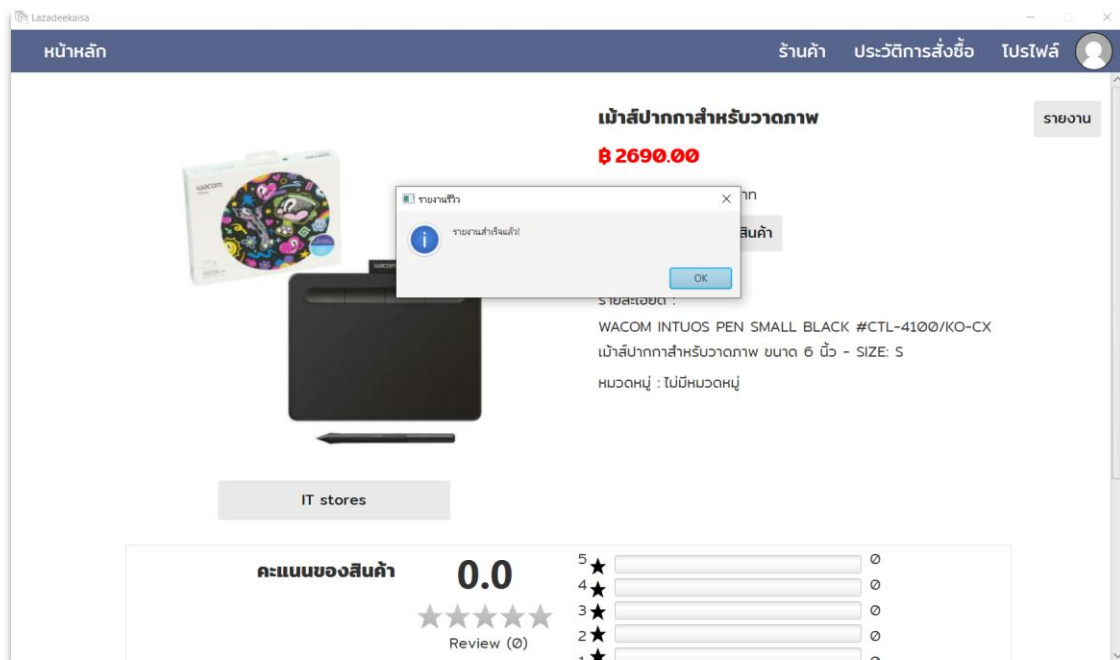 Lazadeekaisa
หน้าหลัก
ร้านค้า
ประวัติการสั่งซื้อ
โปรไฟล์
เม้าส์ปากกาสำหรับวาดภาพ
รายงาน
฿ 2690.00
wacom
รายงานรีวิว
รายงานสำเร็จแล้ว!
OK
สินค้า
รายละเอียด :
WACOM INTUOS PEN SMALL BLACK #CTL-4100/KO-CX
เม้าส์ปากกาสำหรับวาดภาพ ขนาด 6 นิ้ว - SIZE: S
หมวดหมู่ : ไม่มีหมวดหมู่
IT stores
คะแนนของสินค้า
0.0
Review (0)
5 ★ 0
4 ★ 0
3 ★ 0
2 ★ 0